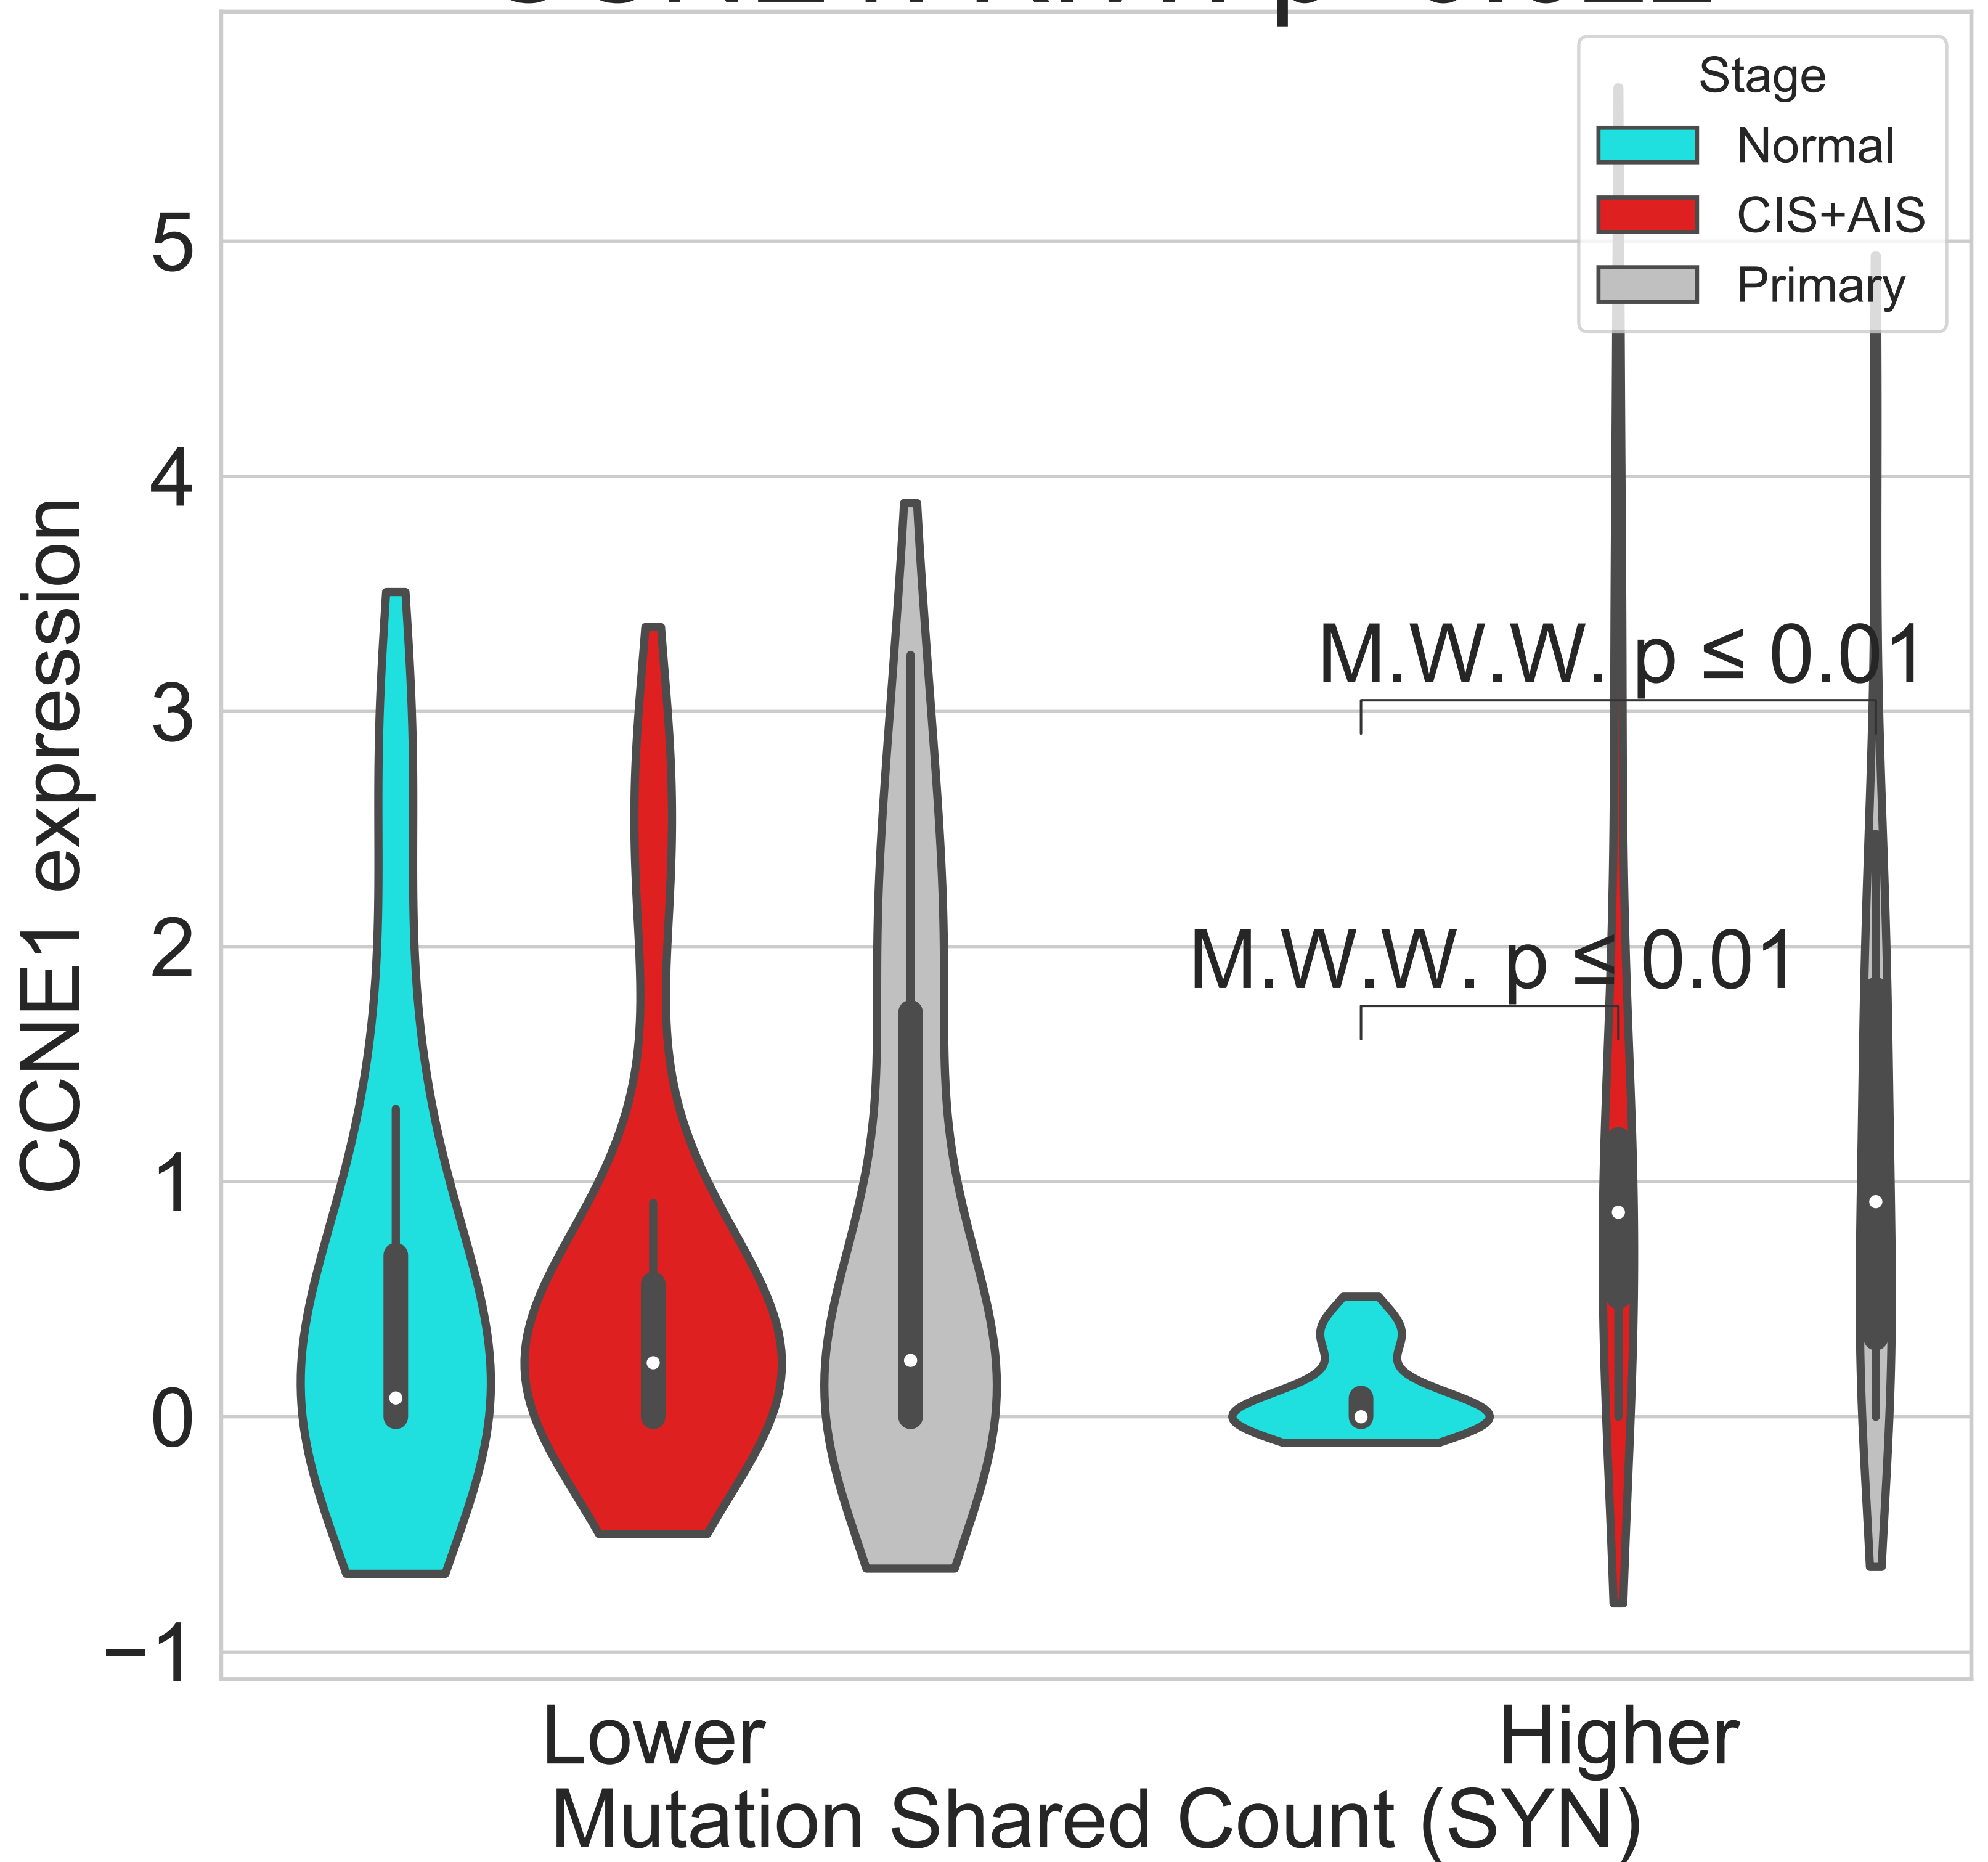 Stage
Normal
CIS+AIS
Primary
5
4
3
2
1
0
−1
CCNE1 expression
M.W.W. p ≤ 0.01
M.W.W. p ≤ 0.01
Lower
Higher
Mutation Shared Count (SYN)